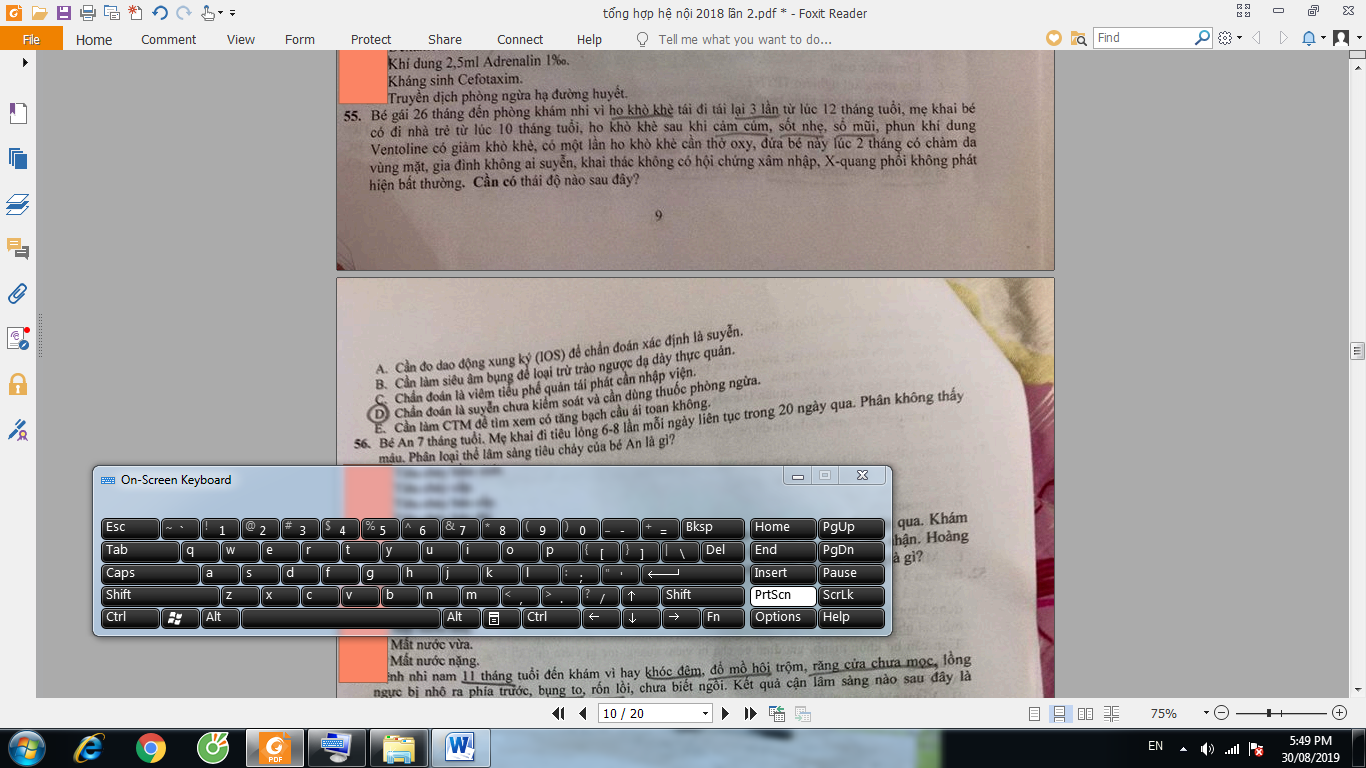 tổng hợp hệ nội 2018 lần 2.pdf * - Foxit Reader
File Home Comment View Form Protect Share Connect Help Tell me what you want to do... Find
Khí dung 2,5ml Adrenalin 1‰.
Kháng sinh Cefotaxim.
Truyền dịch phòng ngừa hạ đường huyết.
55. Bé gái 26 tháng đến phòng khám nhi vì ho khò khè tái đi tái lại 3 lần từ lúc 12 tháng tuổi, mẹ khai bé
có đi nhà trẻ từ lúc 10 tháng tuổi, ho khò khè sau khi cảm cúm, sốt nhẹ, sổ mũi, phun khí dung
Ventoline có giảm khò khè, có một lần ho khò khè cần thở oxy, đứa bé này lúc 2 tháng có chàm da
vùng mặt, gia đình không ai suyễn, khai thác không có hội chứng xâm nhập, X-quang phổi không phát
hiện bất thường. Cần có thái độ nào sau đây?
9
A. Cần đo dao động xung ký (IOS) để chẩn đoán xác định là suyễn.
B. Cần làm siêu âm bụng để loại trừ trào ngược dạ dày thực quản.
C. Chẩn đoán là viêm tiểu phế quản tái phát cần nhập viện.
D Chẩn đoán là suyễn chưa kiểm soát và cần dùng thuốc phòng ngừa.
E. Cần làm CTM để tìm xem có tăng bạch cầu ái toan không.
56. Bé An 7 tháng tuổi. Mẹ khai đi tiêu lỏng 6-8 lần mỗi ngày liên tục trong 20 ngày qua. Phân không thấy
máu. Phân loại thể lâm sàng tiêu chảy của bé An là gì?
On-Screen Keyboard
qua. Khám
Hoàng
gì?
Esc ~ ` ! 1 @ 2 # 3 $ 4 % 5 ^ 6 & 7 * 8 ( 9 ) 0 _ - + = Bksp Home PgUp
Tab q w e r t y u i o p { [ } ] | \ Del End PgDn
Caps a s d f g h j k l : ; " ' Insert Pause
Shift z x c v b n m < , > . ? / ↑ Shift PrtScn ScrLk
Ctrl Alt Alt Ctrl ← ↓ → Fn Options Help
Mất nước vừa.
Mất nước nặng.
nhi nam 11 tháng tuổi đến khám vì hay khóc đêm, đổ mồ hôi trộm, răng cửa chưa mọc, lồng
ngực bị nhô ra phía trước, bụng to, rốn lồi, chưa biết ngồi. Kết quả cận lâm sàng nào sau đây là
10 / 20 75%
EN 5:49 PM
30/08/2019